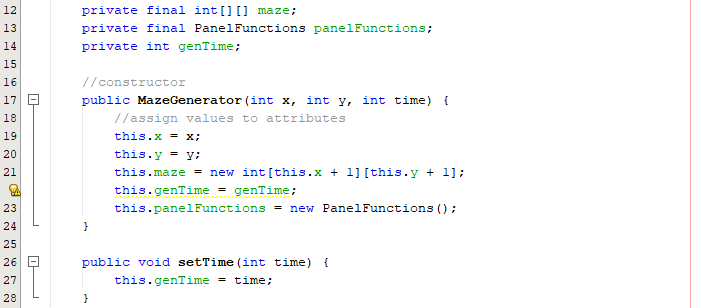 12 private final int[][] maze;
13 private final PanelFunctions panelFunctions;
14 private int genTime;
15
16 //constructor
17 public MazeGenerator(int x, int y, int time) {
18 //assign values to attributes
19 this.x = x;
20 this.y = y;
21 this.maze = new int[this.x + 1][this.y + 1];
this.genTime = genTime;
23 this.panelFunctions = new PanelFunctions();
24 }
25
26 public void setTime(int time) {
27 this.genTime = time;
28 }